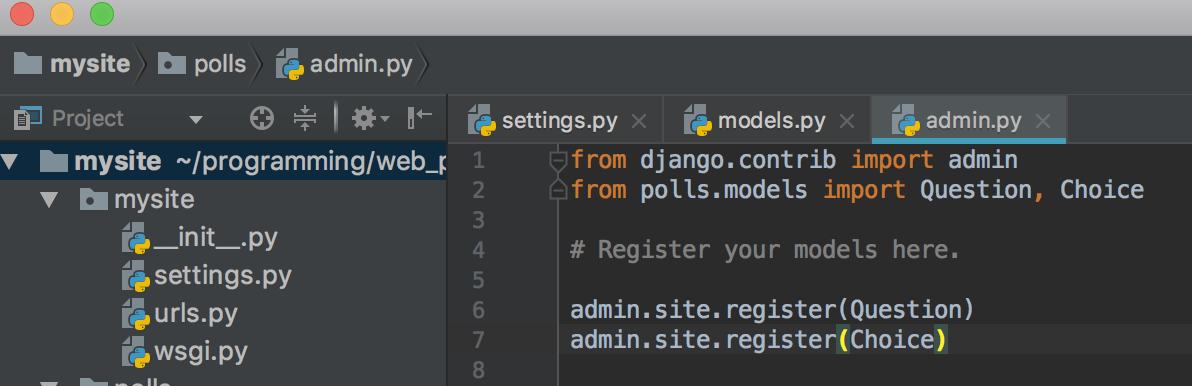 mysite polls admin.py
Project
mysite ~/programming/web_p
mysite
__init__.py
settings.py
urls.py
wsgi.py
polls
settings.py models.py admin.py
1 from django.contrib import admin
2 from polls.models import Question, Choice
3
4 # Register your models here.
5
6 admin.site.register(Question)
7 admin.site.register(Choice)
8